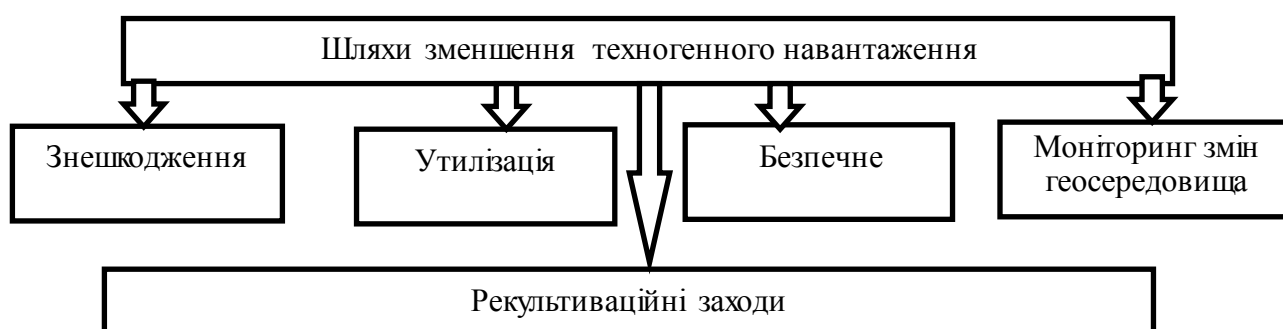 Шляхи зменшення техногенного навантаження
Знешкодження
Утилізація
Безпечне
Моніторинг змін
геосередовища
Рекультиваційні заходи